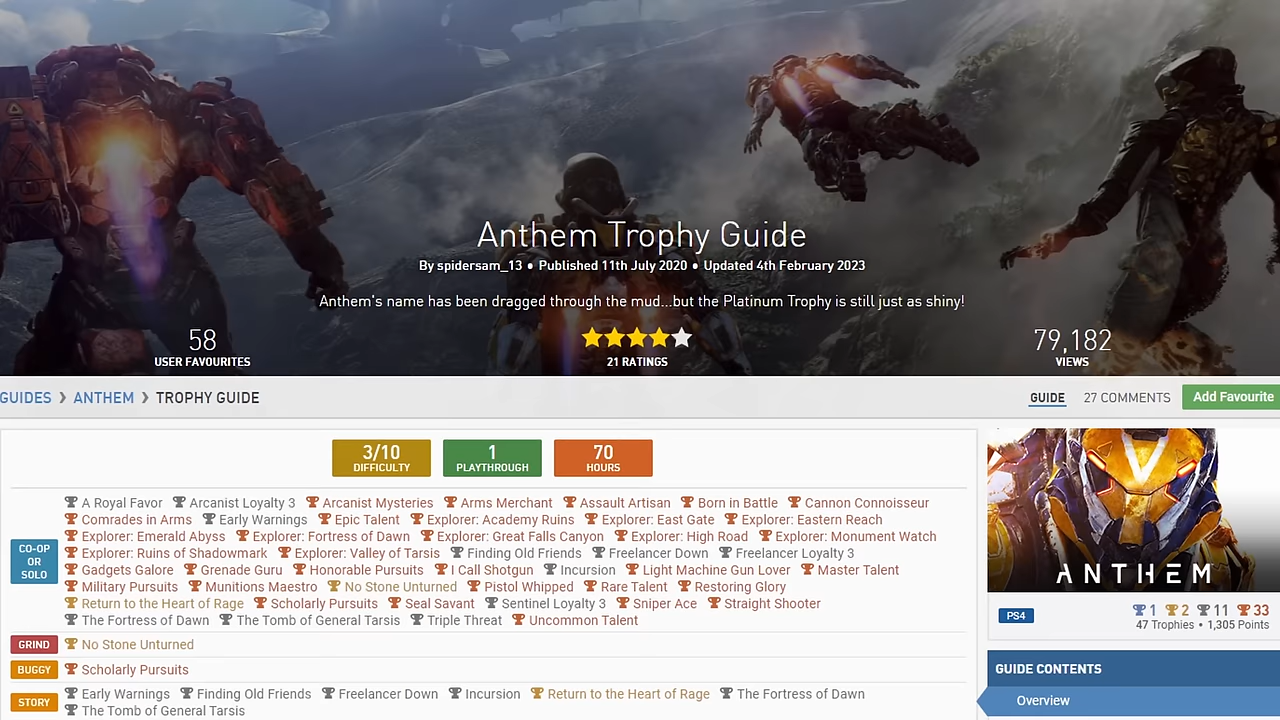 Anthem Trophy Guide
By spidersam_13 • Published 11th July 2020 • Updated 4th February 2023
Anthem's name has been dragged through the mud...but the Platinum Trophy is still just as shiny!
58
USER FAVOURITES
21 RATINGS
79,182
VIEWS
GUIDES > ANTHEM > TROPHY GUIDE
GUIDE 27 COMMENTS Add Favourite
3/10
DIFFICULTY
1
PLAYTHROUGH
70
HOURS
CO-OP
OR
SOLO
A Royal Favor Arcanist Loyalty 3 Arcanist Mysteries Arms Merchant Assault Artisan Born in Battle Cannon Connoisseur
Comrades in Arms Early Warnings Epic Talent Explorer: Academy Ruins Explorer: East Gate Explorer: Eastern Reach
Explorer: Emerald Abyss Explorer: Fortress of Dawn Explorer: Great Falls Canyon Explorer: High Road Explorer: Monument Watch
Explorer: Ruins of Shadowmark Explorer: Valley of Tarsis Finding Old Friends Freelancer Down Freelancer Loyalty 3
Gadgets Galore Grenade Guru Honorable Pursuits I Call Shotgun Incursion Light Machine Gun Lover Master Talent
Military Pursuits Munitions Maestro No Stone Unturned Pistol Whipped Rare Talent Restoring Glory
Return to the Heart of Rage Scholarly Pursuits Seal Savant Sentinel Loyalty 3 Sniper Ace Straight Shooter
The Fortress of Dawn The Tomb of General Tarsis Triple Threat Uncommon Talent
GRIND No Stone Unturned
BUGGY Scholarly Pursuits
STORY
Early Warnings Finding Old Friends Freelancer Down Incursion Return to the Heart of Rage The Fortress of Dawn
The Tomb of General Tarsis
ANTHEM
PS4
1 2 11 33
47 Trophies • 1,305 Points
GUIDE CONTENTS
Overview